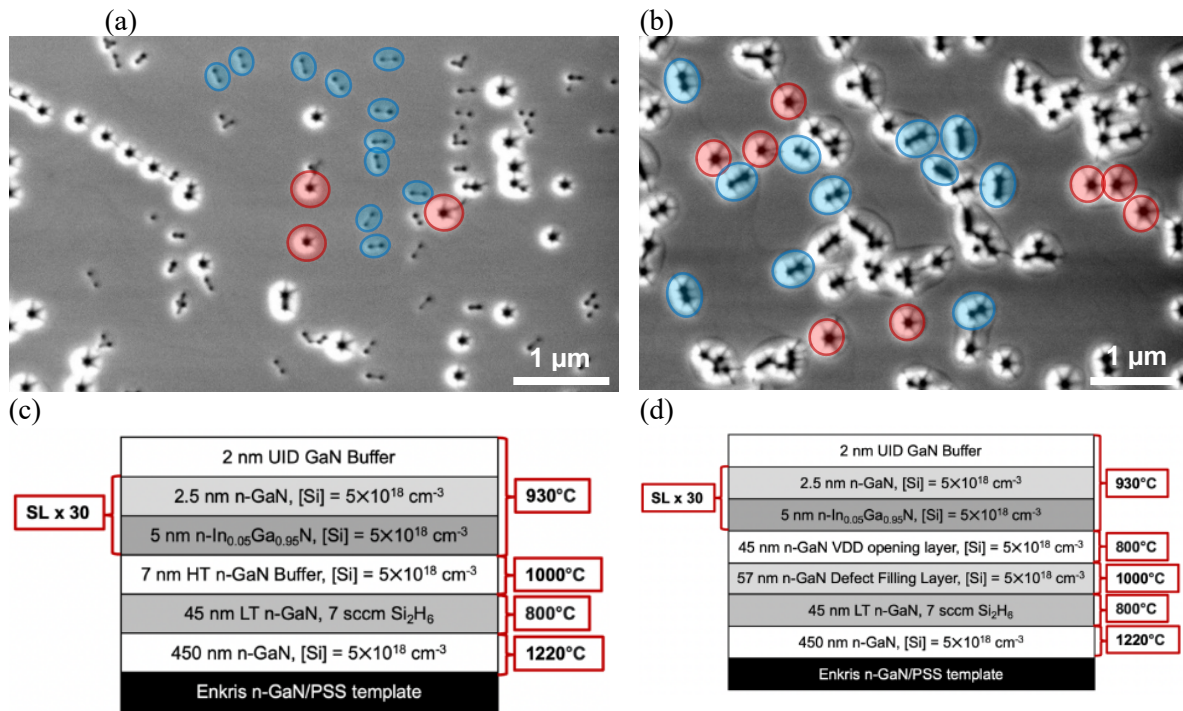 (a)
(b)
1 μm
1 μm
(c)
(d)
2 nm UID GaN Buffer
2.5 nm n-GaN, [Si] = 5×10¹⁸ cm⁻³
SL x 30
930°C
5 nm n-In₀.₀₅Ga₀.₉₅N, [Si] = 5×10¹⁸ cm⁻³
7 nm HT n-GaN Buffer, [Si] = 5×10¹⁸ cm⁻³
1000°C
45 nm LT n-GaN, 7 sccm Si₂H₆
800°C
450 nm n-GaN, [Si] = 5×10¹⁸ cm⁻³
1220°C
Enkris n-GaN/PSS template
2 nm UID GaN Buffer
2.5 nm n-GaN, [Si] = 5×10¹⁸ cm⁻³
SL x 30
930°C
5 nm n-In₀.₀₅Ga₀.₉₅N, [Si] = 5×10¹⁸ cm⁻³
45 nm n-GaN VDD opening layer, [Si] = 5×10¹⁸ cm⁻³
800°C
57 nm n-GaN Defect Filling Layer, [Si] = 5×10¹⁸ cm⁻³
1000°C
45 nm LT n-GaN, 7 sccm Si₂H₆
800°C
450 nm n-GaN, [Si] = 5×10¹⁸ cm⁻³
1220°C
Enkris n-GaN/PSS template